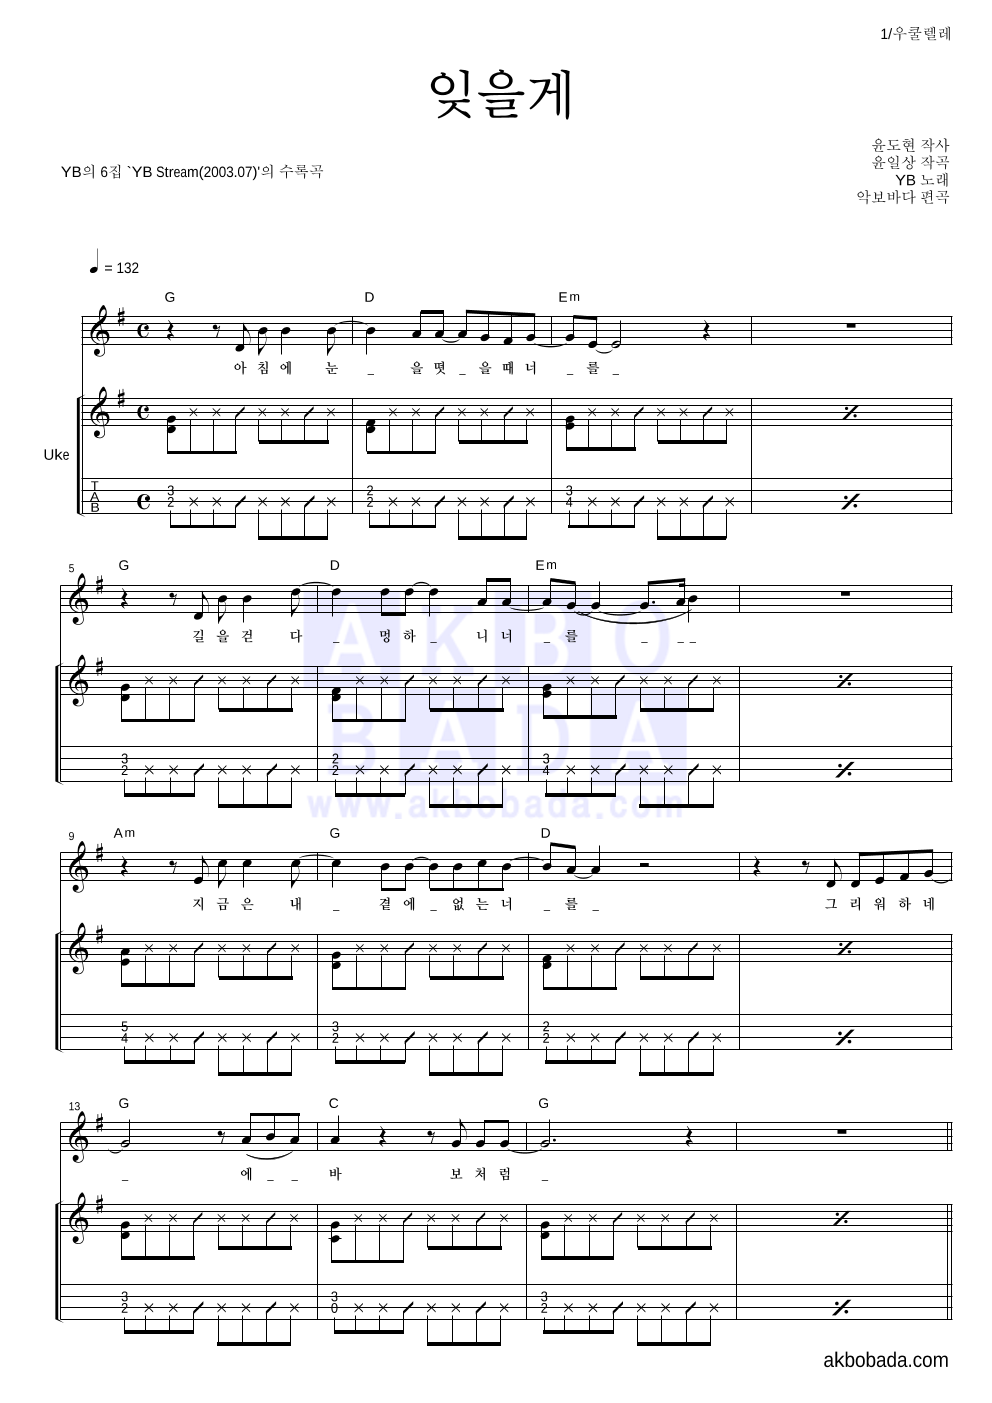 1/우쿨렐레
잊을게
윤도현 작사
윤일상 작곡
YB의 6집 `YB Stream(2003.07)'의 수록곡
YB 노래
악보바다 편곡
= 132
G D Em
아 침 에 눈 _ 을 떳 _ 을 때 너 _ 를 _
Uke
T
A
B
3 2 3
2 2 4
5
G D Em
길 을 걷 다 _ 멍 하 _ 니 너 _ 를 _ _ _
AKBO
BADA
3 2 3
2 2 4
www.akbobada.com
9
Am G D
지 금 은 내 _ 곁 에 _ 없 는 너 _ 를 _ 그 리 워 하 네
5 3 2
4 2 2
13
G C G
_ 에 _ _ 바 보 처 럼 _
3 3 3
2 0 2
akbobada.com